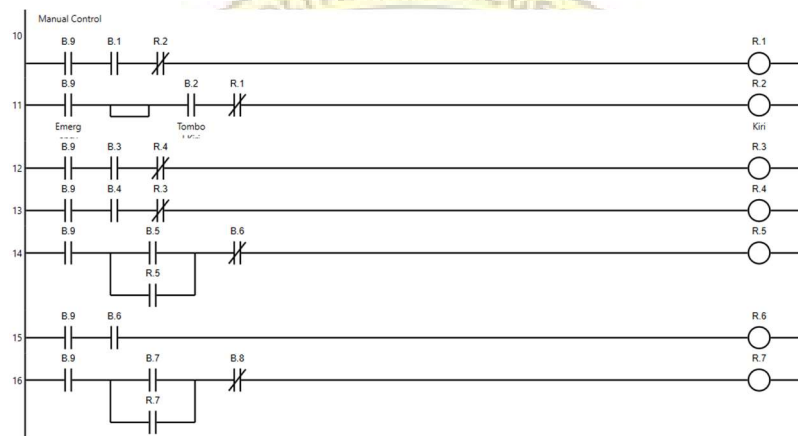 Manual Control
10
B.9 B.1 R.2 R.1
B.9 R.2
11
B.2 R.1
Emerg Tombo Kiri
B.9 B.3 R.4 R.3
12
B.9 B.4 R.3 R.4
13
B.9 B.5 B.6 R.5
14
R.5
B.9 B.6 R.6
15
B.9 B.7 B.8 R.7
16
R.7